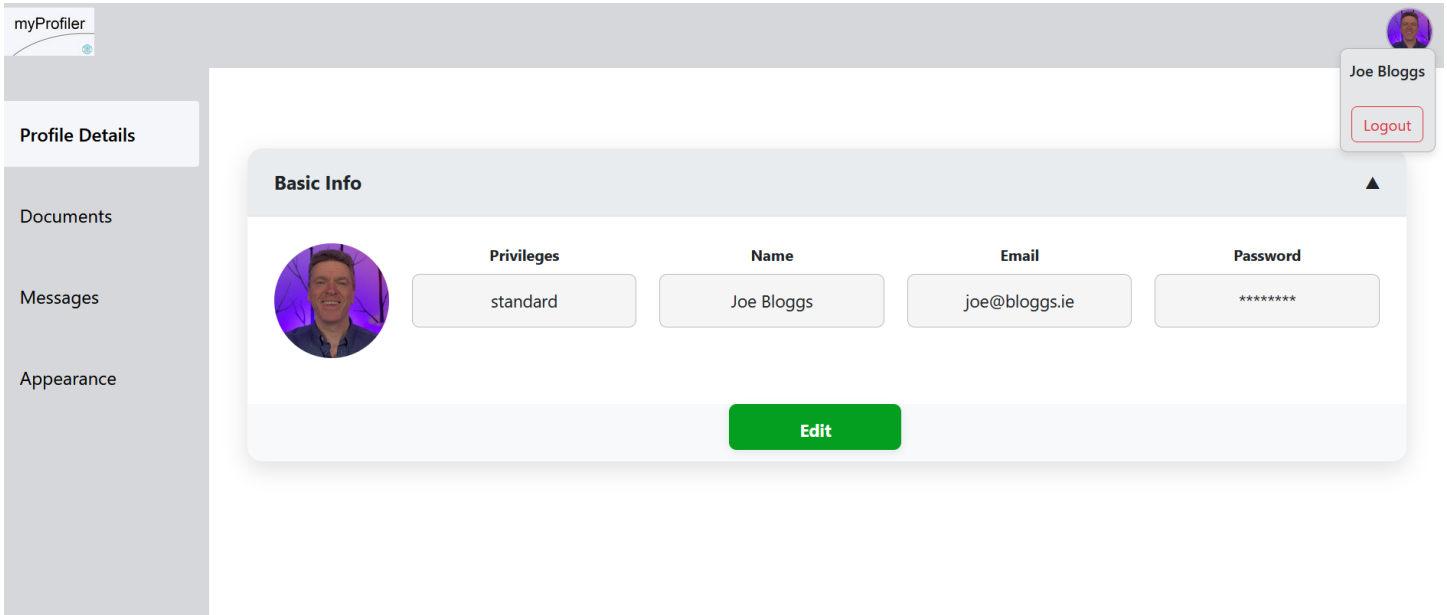 myProfiler
Joe Bloggs
Logout
Profile Details
Documents
Messages
Appearance
Basic Info ▲
Privileges Name Email Password
standard Joe Bloggs joe@bloggs.ie ********
Edit